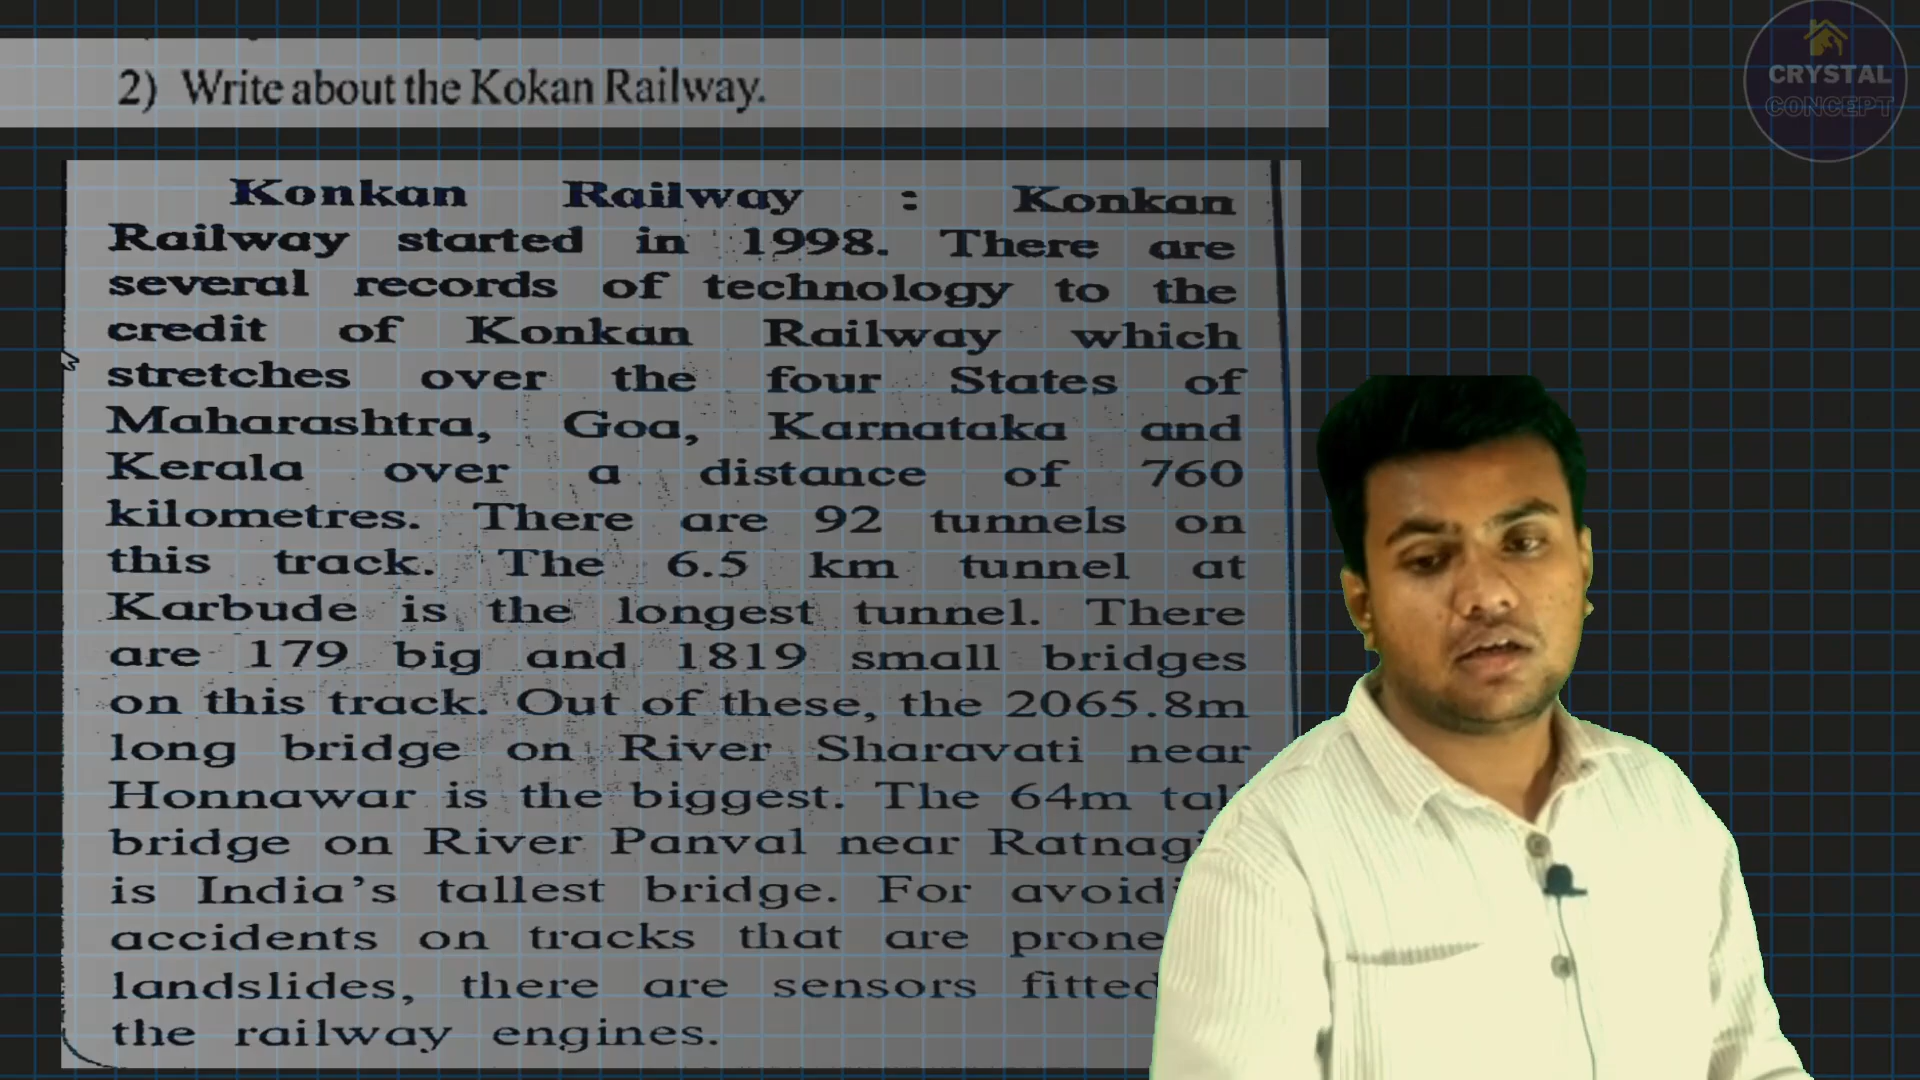 2) Write about the Kokan Railway.
CRYSTAL
CONCEPT
Konkan Railway : Konkan
Railway started in 1998. There are
several records of technology to the
credit of Konkan Railway which
stretches over the four States of
Maharashtra, Goa, Karnataka and
Kerala over a distance of 760
kilometres. There are 92 tunnels on
this track. The 6.5 km tunnel at
Karbude is the longest tunnel. There
are 179 big and 1819 small bridges
on this track. Out of these, the 2065.8m
long bridge on River Sharavati near
Honnawar is the biggest. The 64m
bridge on River Panval near
is India's tallest bridge. For
accidents on tracks that are prone
landslides, there are sensors fitted
the railway engines.